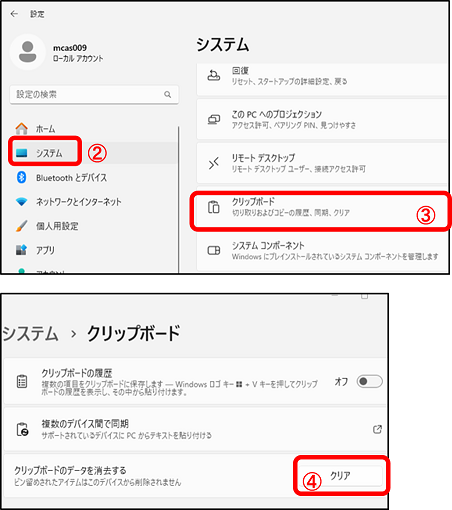 ← 設定
mcas009
ローカル アカウント
設定の検索
ホーム
システム ②
Bluetooth とデバイス
ネットワークとインターネット
個人用設定
アプリ
アカウント
システム
回復
リセット、スタートアップの詳細設定、戻る
この PC へのプロジェクション
アクセス許可、ペアリング PIN、見つけやすさ
リモート デスクトップ
リモート デスクトップ ユーザー、接続アクセス許可
クリップボード
切り取りおよびコピーの履歴、同期、クリア ③
システム コンポーネント
Windows にプレインストールされているシステム コンポーネントを管理します
システム › クリップボード
クリップボードの履歴
複数の項目をクリップボードに保存します — Windows ロゴ キー + V キーを押してクリップ
ボードの履歴を表示し、その中から貼り付けます。
オフ
複数のデバイス間で同期
サポートされているデバイスに PC からテキストを貼り付ける
クリップボードのデータを消去する
ピン留めされたアイテムはこのデバイスから削除されません
④ クリア